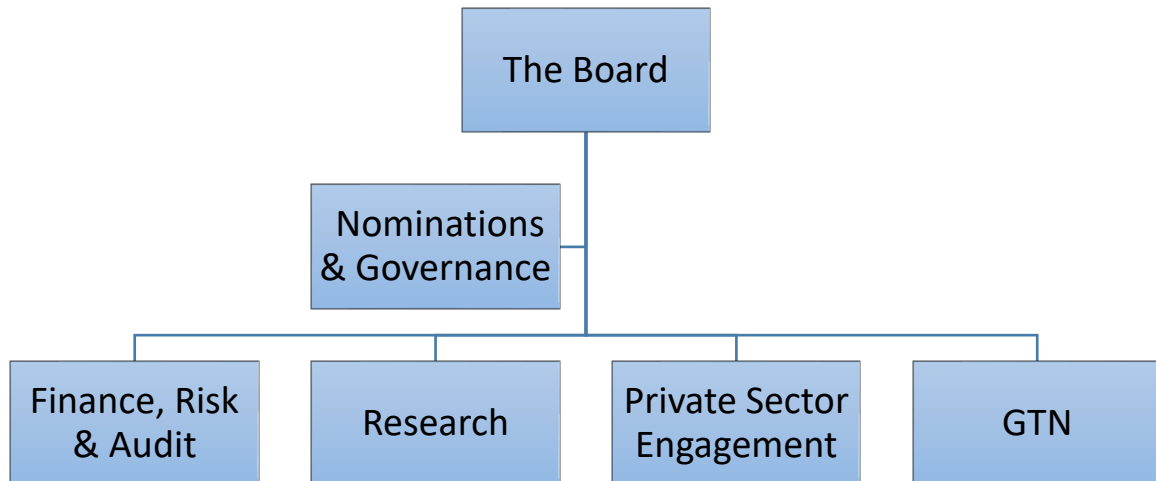 The Board
Nominations
& Governance
Finance, Risk
& Audit
Research
Private Sector
Engagement
GTN